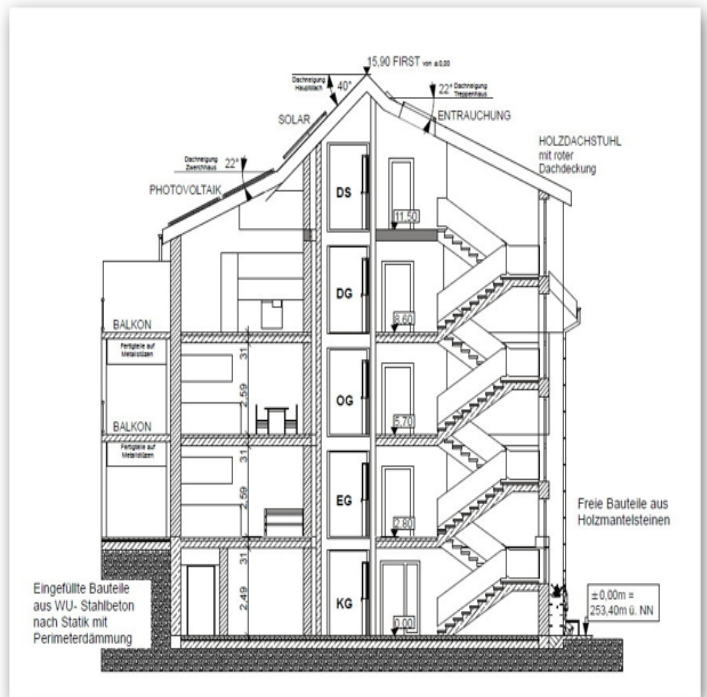 15,90 FIRST von ±0,00
Dachneigung
Hauptdach
40°
22° Dachneigung
Treppenhaus
SOLAR
ENTRAUCHUNG
HOLZDACHSTUHL
mit roter
Dachdeckung
Dachneigung
Zwerchhaus
22°
PHOTOVOLTAIK
DS
11.50
DG
8.60
BALKON
Fertigteile auf
Metallstützen
31
2,59
OG
5.70
BALKON
Fertigteile auf
Metallstützen
31
2,59
EG
2.80
Freie Bauteile aus
Holzmantelsteinen
31
2,49
KG
0.00
Eingefüllte Bauteile
aus WU- Stahlbeton
nach Statik mit
Perimeterdämmung
±0,00m =
253,40m ü. NN